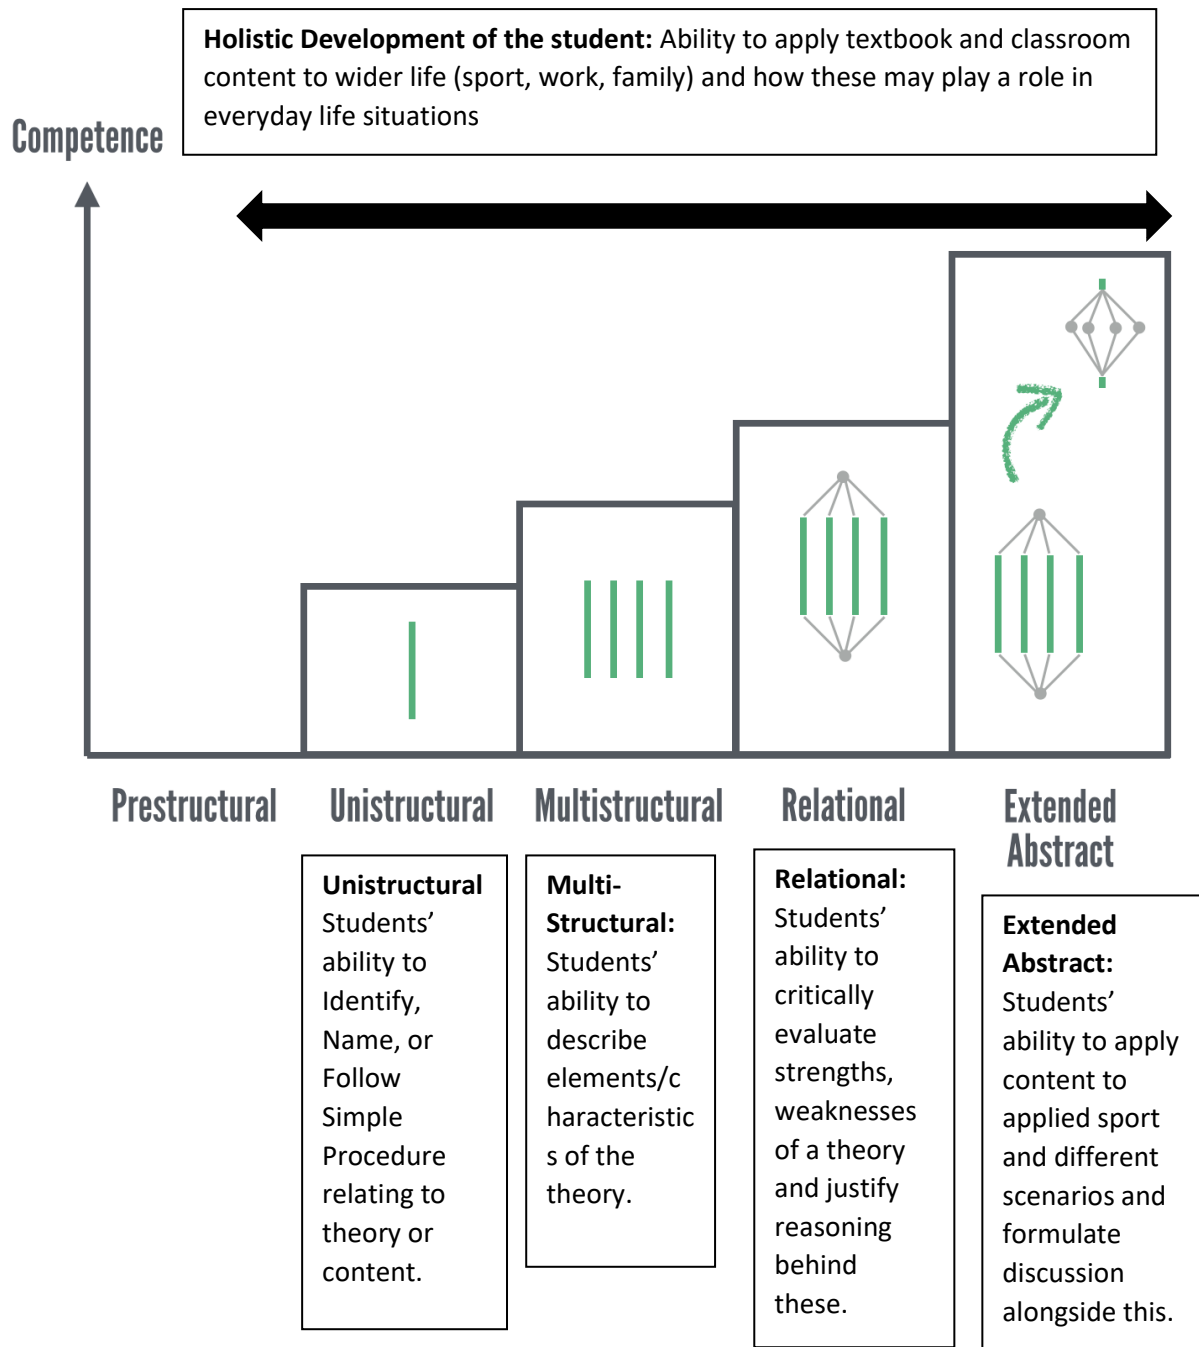 Holistic Development of the student: Ability to apply textbook and classroom
content to wider life (sport, work, family) and how these may play a role in
everyday life situations
Competence
Prestructural
Unistructural
Multistructural
Relational
Extended
Abstract
Unistructural
Students’
ability to
Identify,
Name, or
Follow
Simple
Procedure
relating to
theory or
content.
Multi-
Structural:
Students’
ability to
describe
elements/c
haracteristic
s of the
theory.
Relational:
Students’
ability to
critically
evaluate
strengths,
weaknesses
of a theory
and justify
reasoning
behind
these.
Extended
Abstract:
Students’
ability to apply
content to
applied sport
and different
scenarios and
formulate
discussion
alongside this.